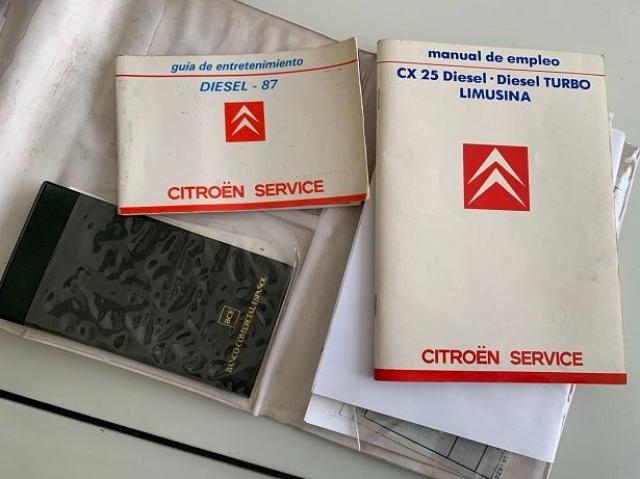 guía de entretenimiento
DIESEL - 87
CITROËN SERVICE
manual de empleo
CX 25 Diesel · Diesel TURBO
LIMUSINA
CITROËN SERVICE
BCE
BANCO COMERCIAL ESPAÑOL